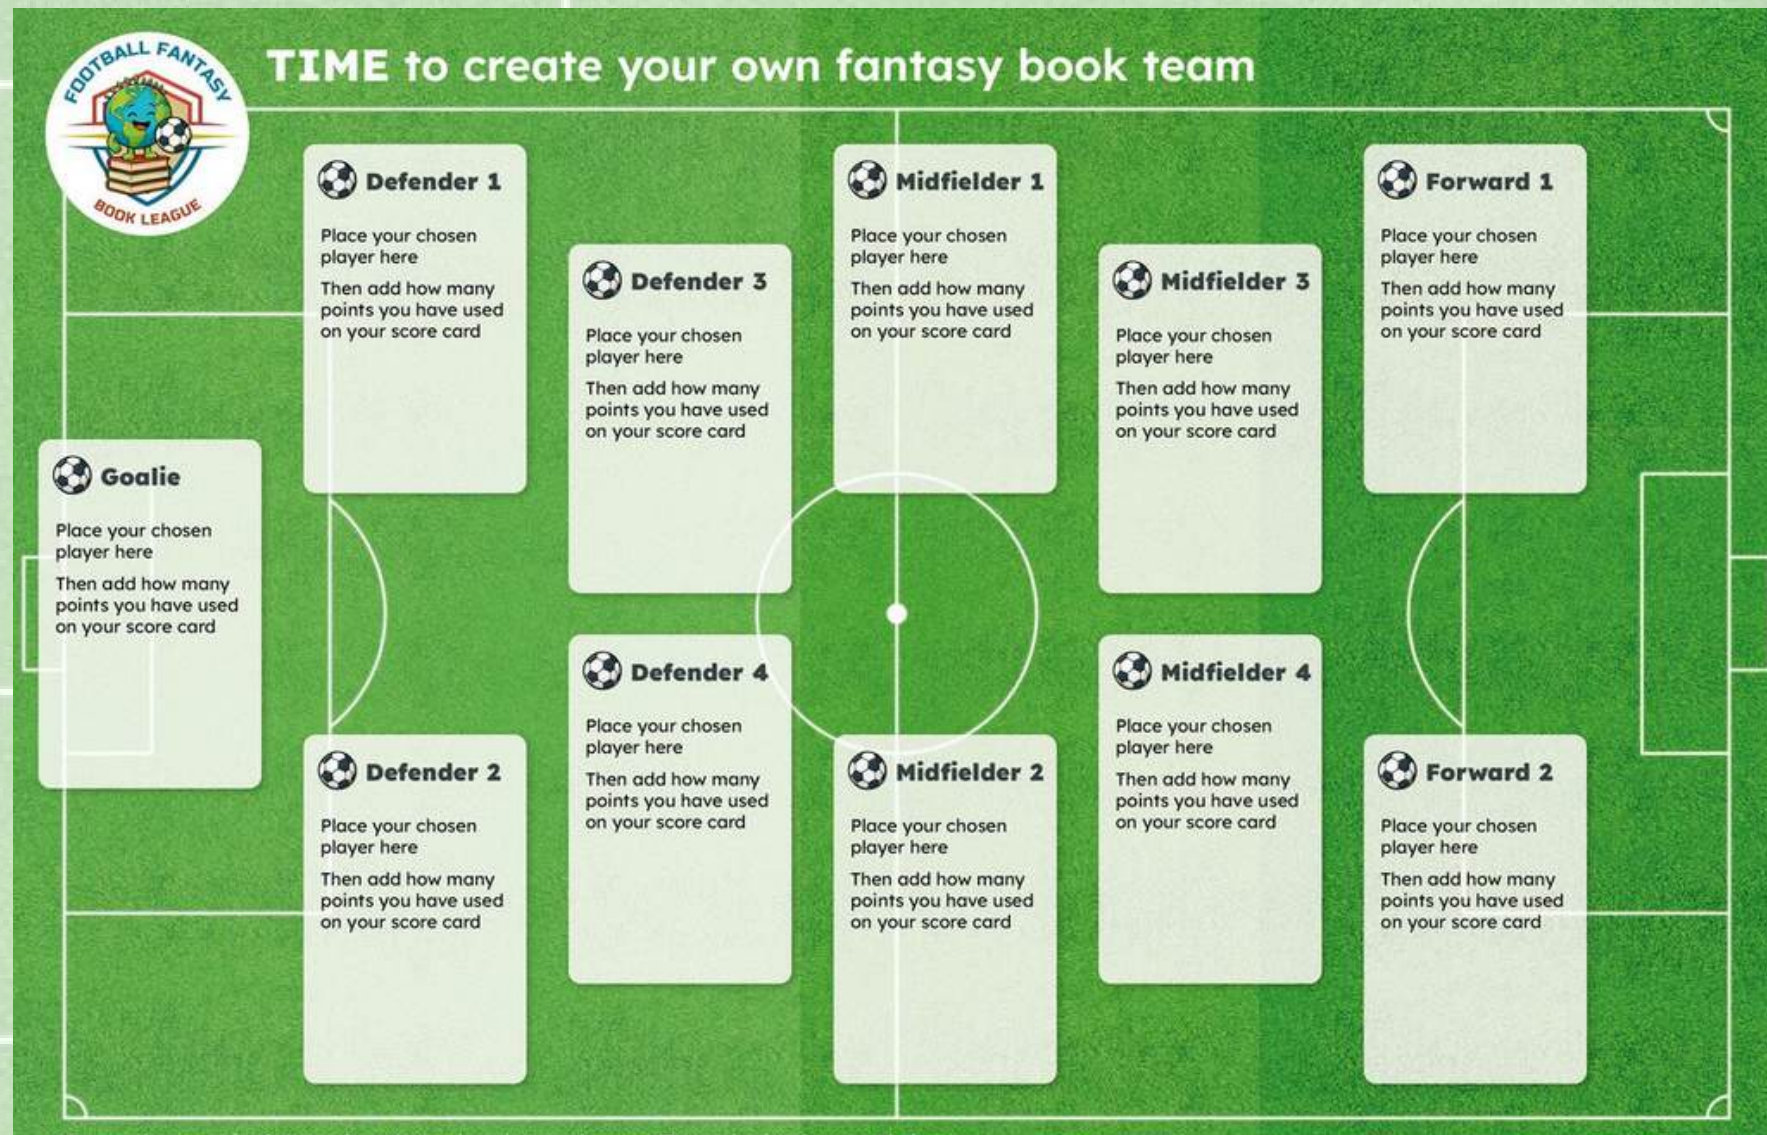 FOOTBALL FANTASY
BOOK LEAGUE
TIME to create your own fantasy book team
Goalie
Place your chosen
player here
Then add how many
points you have used
on your score card
Defender 1
Place your chosen
player here
Then add how many
points you have used
on your score card
Defender 2
Place your chosen
player here
Then add how many
points you have used
on your score card
Defender 3
Place your chosen
player here
Then add how many
points you have used
on your score card
Defender 4
Place your chosen
player here
Then add how many
points you have used
on your score card
Midfielder 1
Place your chosen
player here
Then add how many
points you have used
on your score card
Midfielder 2
Place your chosen
player here
Then add how many
points you have used
on your score card
Midfielder 3
Place your chosen
player here
Then add how many
points you have used
on your score card
Midfielder 4
Place your chosen
player here
Then add how many
points you have used
on your score card
Forward 1
Place your chosen
player here
Then add how many
points you have used
on your score card
Forward 2
Place your chosen
player here
Then add how many
points you have used
on your score card